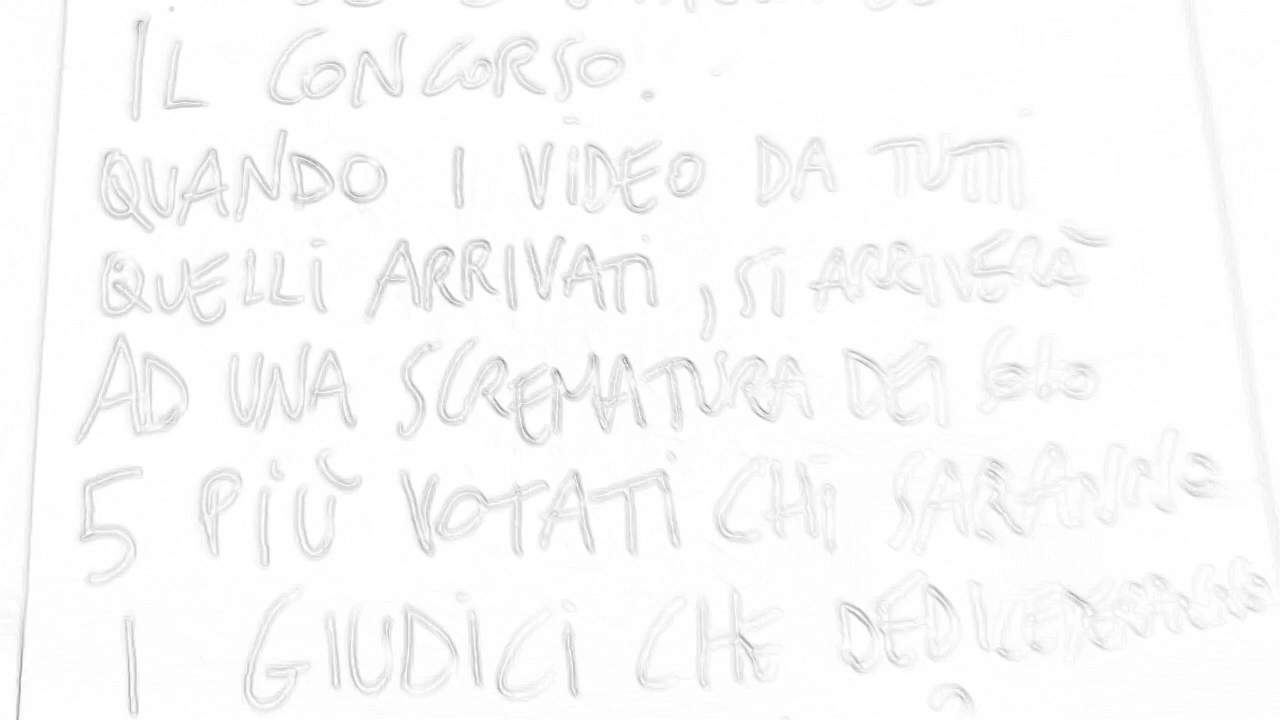 IL CONCORSO.
QUANDO I VIDEO DA TUTTI
QUELLI ARRIVATI, SI ARRIVERÀ
AD UNA SCREMATURA DEI
5 PIÙ VOTATI CHI SARANNO
I GIUDICI CHE